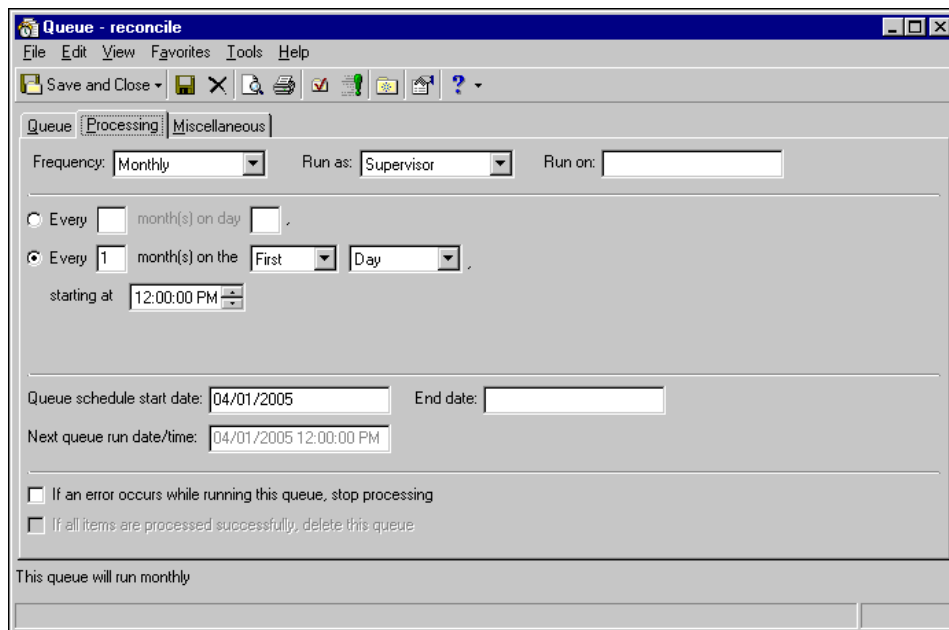 Queue - reconcile
File Edit View Favorites Tools Help
Save and Close ?
Queue Processing Miscellaneous
Frequency: Monthly Run as: Supervisor Run on:
Every month(s) on day ,
Every 1 month(s) on the First Day ,
starting at 12:00:00 PM
Queue schedule start date: 04/01/2005 End date:
Next queue run date/time: 04/01/2005 12:00:00 PM
If an error occurs while running this queue, stop processing
If all items are processed successfully, delete this queue
This queue will run monthly